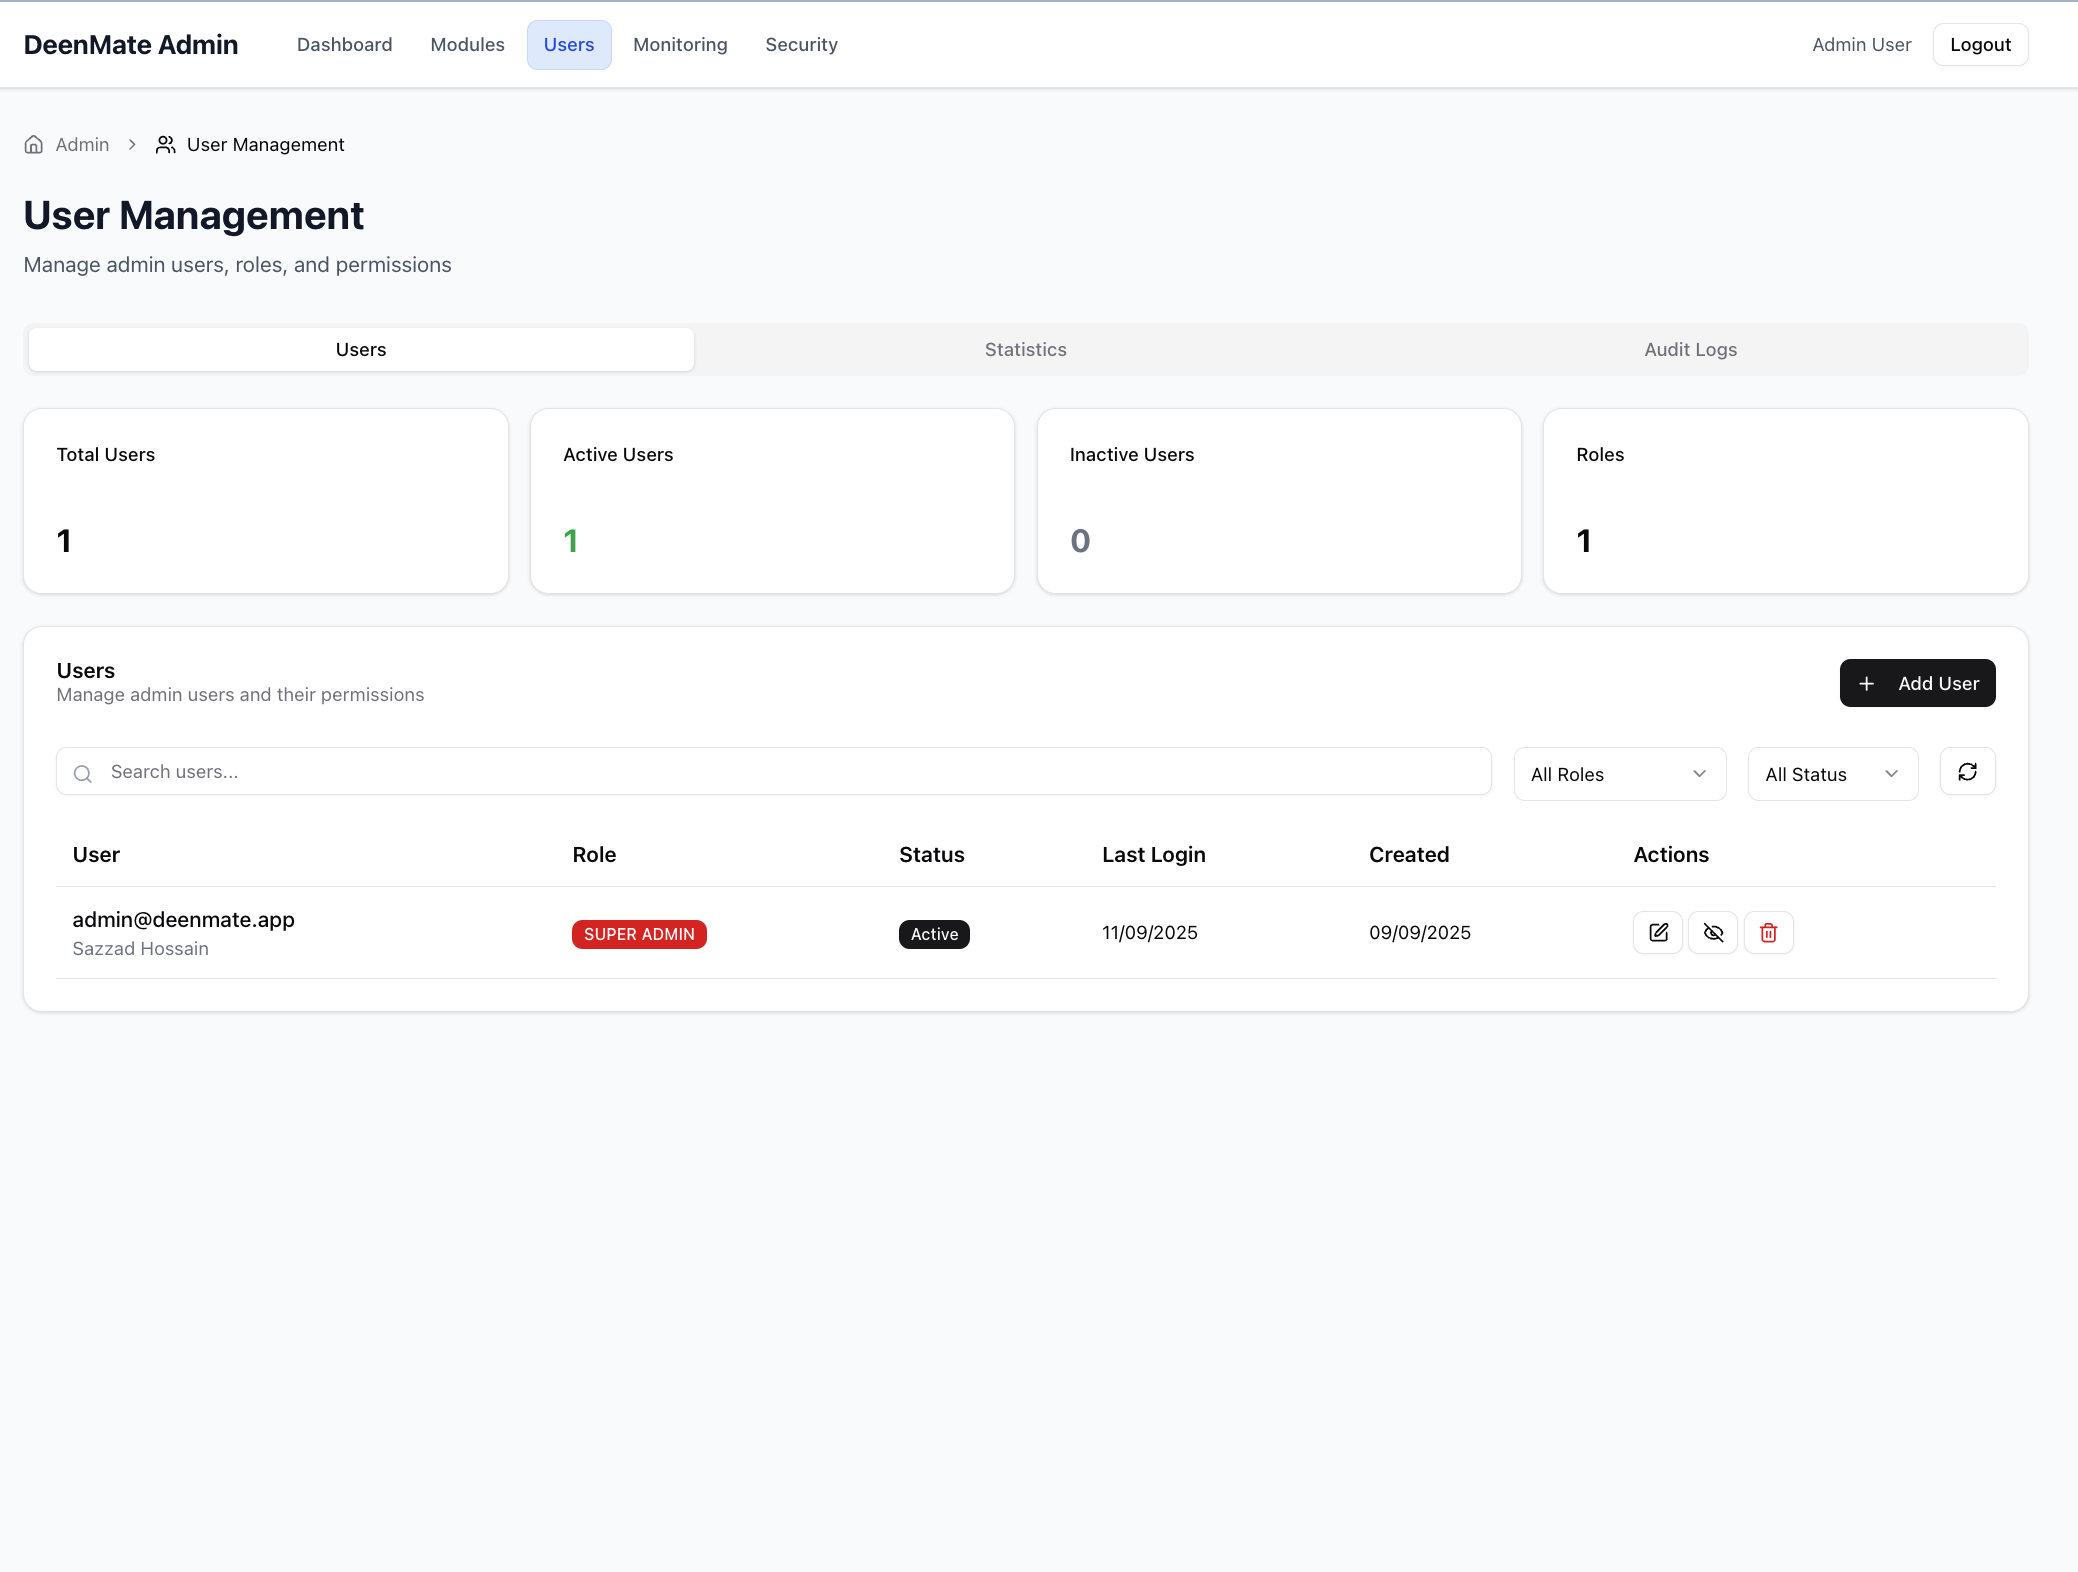 DeenMate Admin
Dashboard
Modules
Users
Monitoring
Security
Admin User
Logout
Admin
User Management
User Management
Manage admin users, roles, and permissions
Users
Statistics
Audit Logs
Total Users
1
Active Users
1
Inactive Users
0
Roles
1
Users
Manage admin users and their permissions
Add User
Search users...
All Roles
All Status
User
Role
Status
Last Login
Created
Actions
admin@deenmate.app
Sazzad Hossain
SUPER ADMIN
Active
11/09/2025
09/09/2025